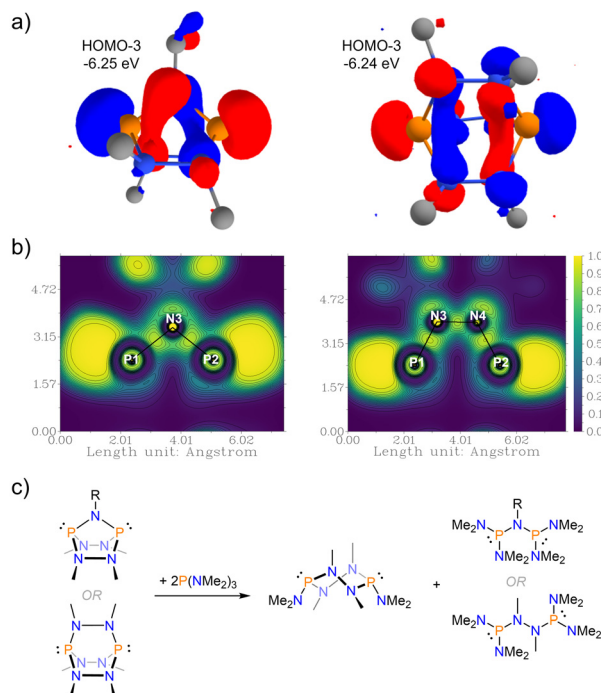 a)
HOMO-3
-6.25 eV
HOMO-3
-6.24 eV
b)
4.72
3.15
1.57
0.00
N3
P1
P2
0.00 2.01 4.01 6.02
Length unit: Angstrom
4.72
3.15
1.57
0.00
N3 N4
P1
P2
0.00 2.01 4.01 6.02
Length unit: Angstrom
1.0
0.9
0.8
0.7
0.6
0.5
0.4
0.3
0.2
0.1
0.0
c)
R
N
:P P:
N N
N N
OR
N N
:P P:
N N
N N
+ 2P(NMe2)3
N N
P P
Me2N N N NMe2
+
R
Me2N N NMe2
P P
NMe2 NMe2
OR
NMe2
Me2N N P
P N NMe2
NMe2